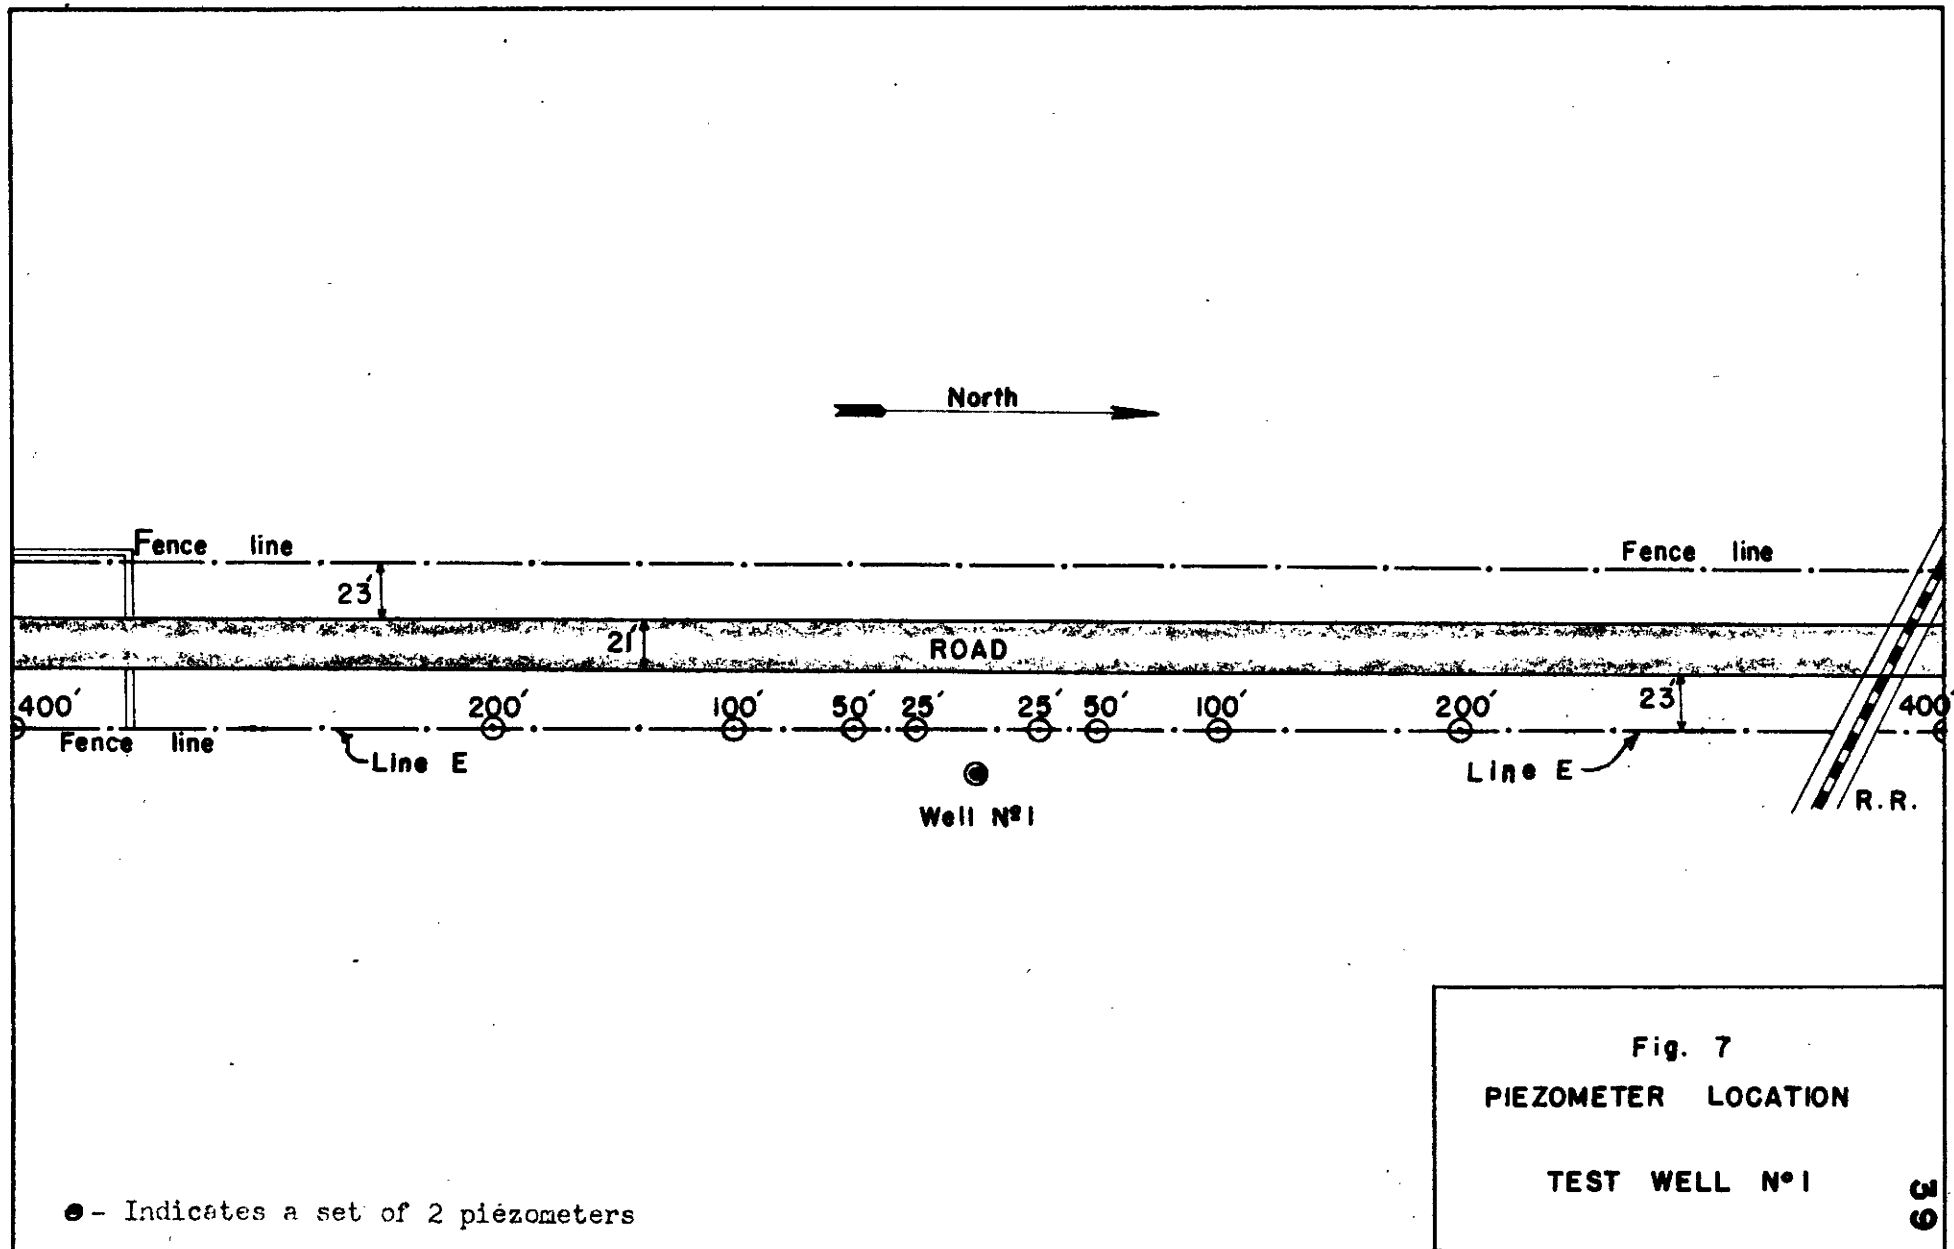 North
Fence line
Fence line
23'
21'
ROAD
400' 200' 100' 50' 25' 25' 50' 100' 200' 23' 400'
Fence line
Line E
Line E
Well Nº 1
R.R.
Fig. 7
PIEZOMETER LOCATION
TEST WELL Nº 1
- Indicates a set of 2 piezometers
39